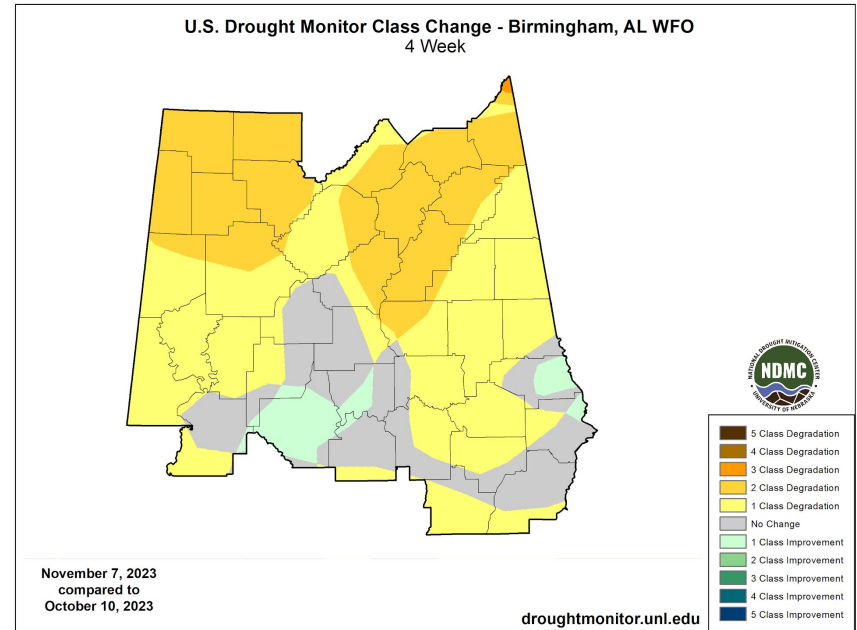 U.S. Drought Monitor Class Change - Birmingham, AL WFO
4 Week
NATIONAL DROUGHT MITIGATION CENTER
NDMC
UNIVERSITY OF NEBRASKA
5 Class Degradation
4 Class Degradation
3 Class Degradation
2 Class Degradation
1 Class Degradation
No Change
1 Class Improvement
2 Class Improvement
3 Class Improvement
4 Class Improvement
5 Class Improvement
November 7, 2023
compared to
October 10, 2023
droughtmonitor.unl.edu